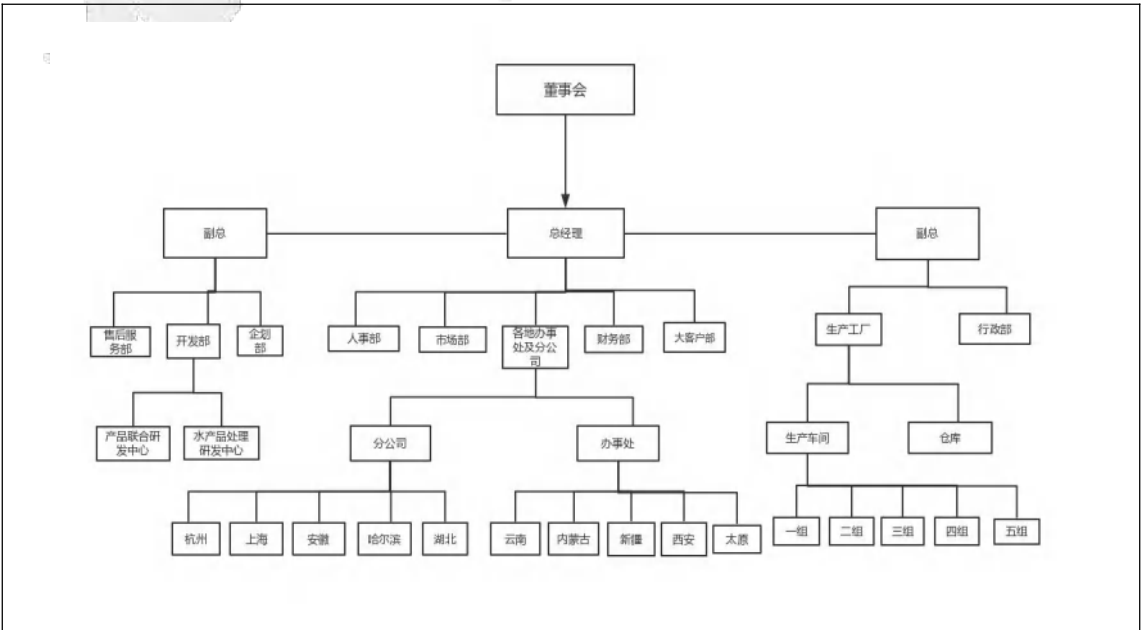 董事会
副总
总经理
副总
售后服
务部
开发部
企划
部
人事部
市场部
各地办事
处及分公
司
财务部
大客户部
生产工厂
行政部
产品联合研
发中心
水产品处理
研发中心
分公司
办事处
生产车间
仓库
杭州
上海
安徽
哈尔滨
湖北
云南
内蒙古
新疆
西安
太原
一组
二组
三组
四组
五组